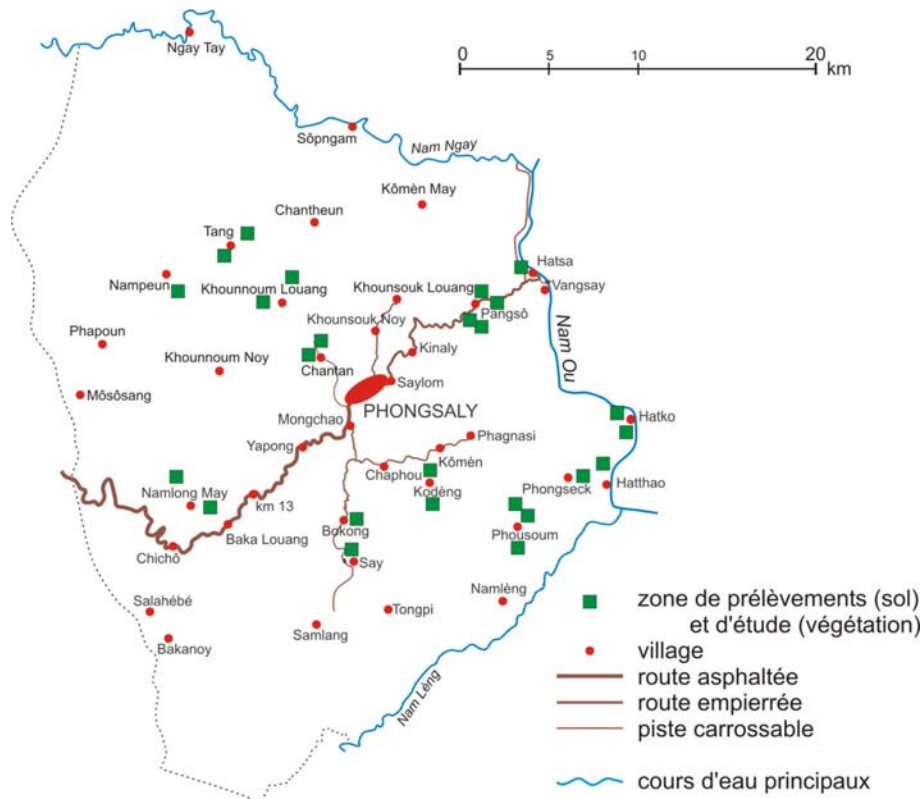 Ngay Tay
0
5
10
20
km
Sôpngam
Nam Ngay
Kômèn May
Chantheun
Tang
Hatsa
Nampeun
Khounnoum Louang
Khounsouk Louang
Vangsay
Pangsô
Khounsouk Noy
Phapoun
Kinaly
Nam Ou
Khounnoum Noy
Chantan
Saylom
Môsôsang
PHONGSALY
Hatko
Mongchao
Phagnasi
Yapong
Kômèn
Chaphou
Phongseck
Hatthao
Namlong May
km 13
Kodèng
Bokong
Phousoum
Baka Louang
Chichô
Say
Namlèng
Salahébé
Tongpi
Samlang
Bakanoy
Nam Lèng
zone de prélèvements (sol)
et d'étude (végétation)
village
route asphaltée
route empierrée
piste carrossable
cours d'eau principaux